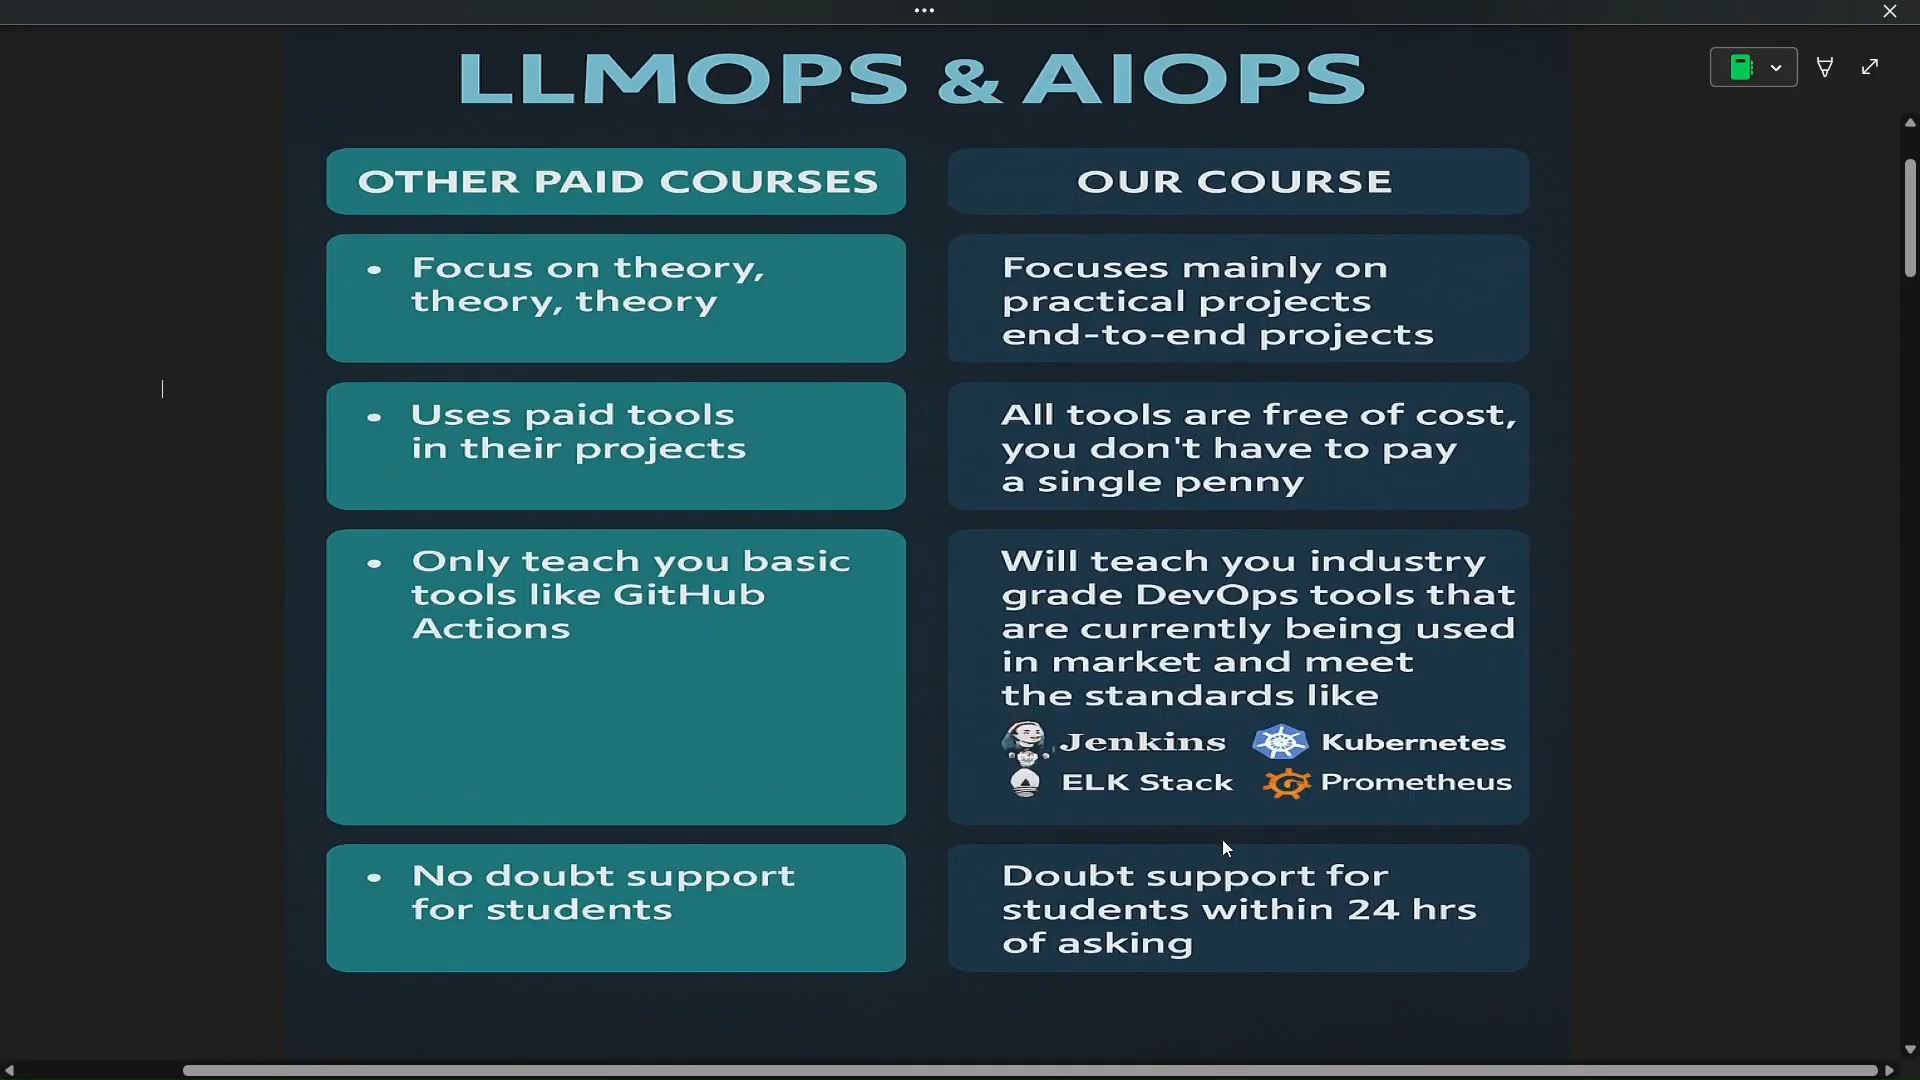 LLMOPS & AIOPS
OTHER PAID COURSES
OUR COURSE
• Focus on theory,
theory, theory
Focuses mainly on
practical projects
end-to-end projects
• Uses paid tools
in their projects
All tools are free of cost,
you don't have to pay
a single penny
• Only teach you basic
tools like GitHub
Actions
Will teach you industry
grade DevOps tools that
are currently being used
in market and meet
the standards like
Jenkins Kubernetes
ELK Stack Prometheus
• No doubt support
for students
Doubt support for
students within 24 hrs
of asking